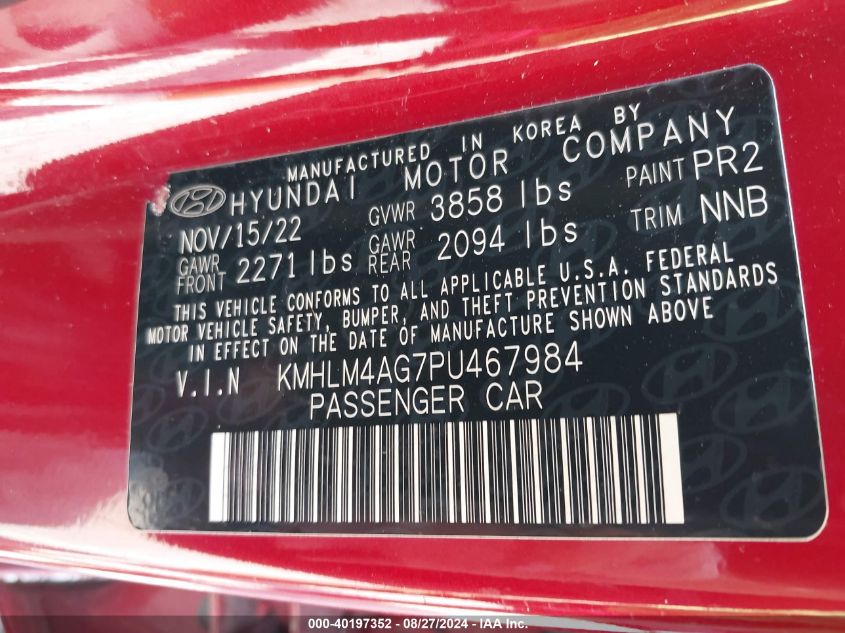 MANUFACTURED IN KOREA BY
HYUNDAI MOTOR COMPANY
NOV/15/22 GVWR 3858 lbs PAINT PR2
GAWR FRONT 2271 lbs GAWR REAR 2094 lbs TRIM NNB
THIS VEHICLE CONFORMS TO ALL APPLICABLE U.S.A. FEDERAL
MOTOR VEHICLE SAFETY, BUMPER, AND THEFT PREVENTION STANDARDS
IN EFFECT ON THE DATE OF MANUFACTURE SHOWN ABOVE
V.I.N KMHLM4AG7PU467984
PASSENGER CAR
000-40197352 - 08/27/2024 - IAA Inc.